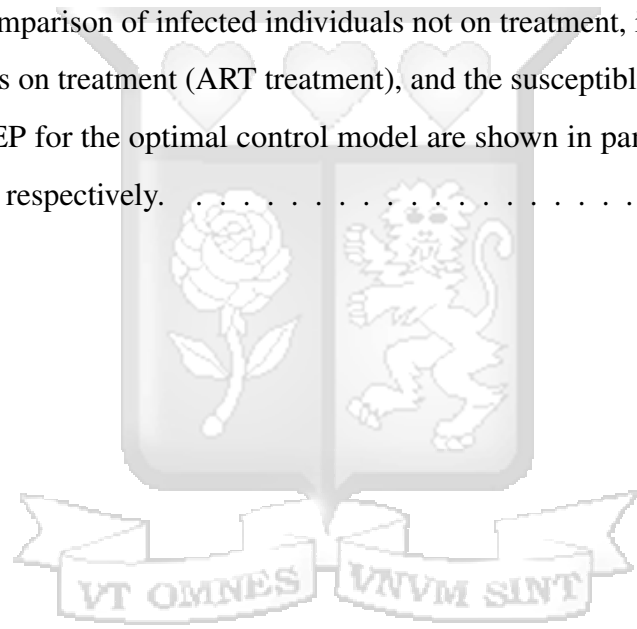 mparison of infected individuals not on treatment, i
s on treatment (ART treatment), and the susceptible
EP for the optimal control model are shown in par
respectively. . . . . . . . . . . . . . . . . . . .
VT OMNES VNVM SINT